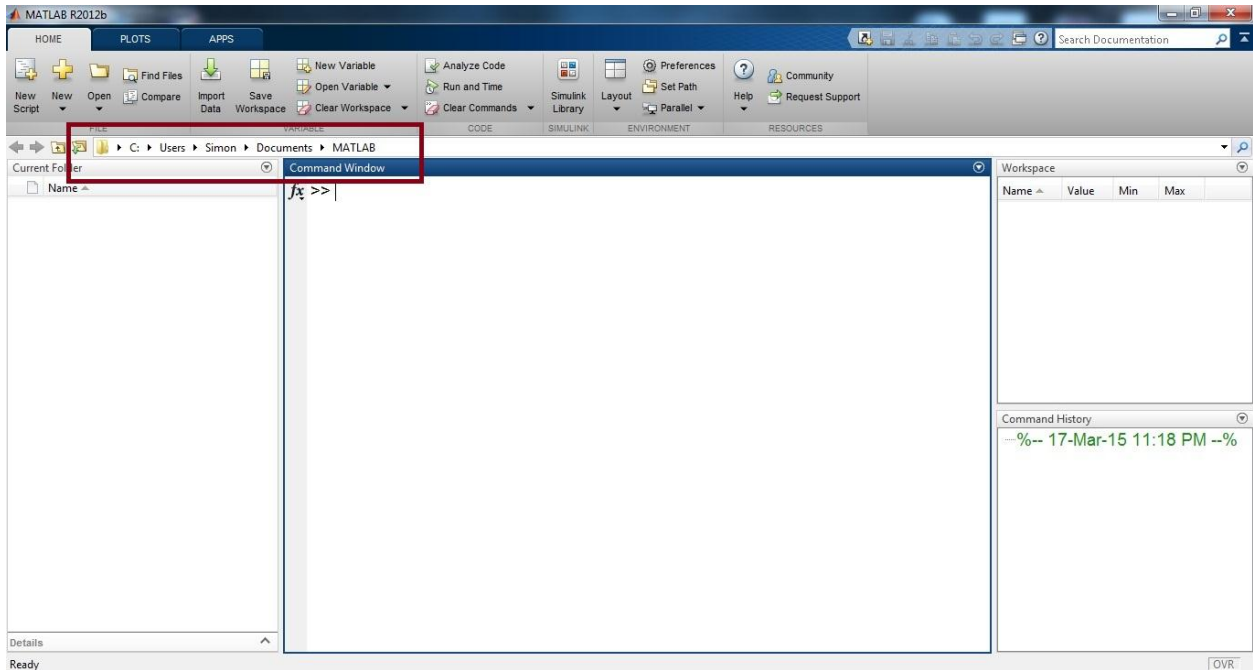 MATLAB R2012b
HOME PLOTS APPS
Search Documentation
New Script
New
Open
Find Files
Compare
Import Data
Save Workspace
New Variable
Open Variable
Clear Workspace
Analyze Code
Run and Time
Clear Commands
Simulink Library
Layout
Preferences
Set Path
Parallel
Help
Community
Request Support
FILE VARIABLE CODE SIMULINK ENVIRONMENT RESOURCES
C: Users Simon Documents MATLAB
Current Folder
Name
Command Window
fx >>
Workspace
Name Value Min Max
Command History
%-- 17-Mar-15 11:18 PM --%
Details
Ready
OVR